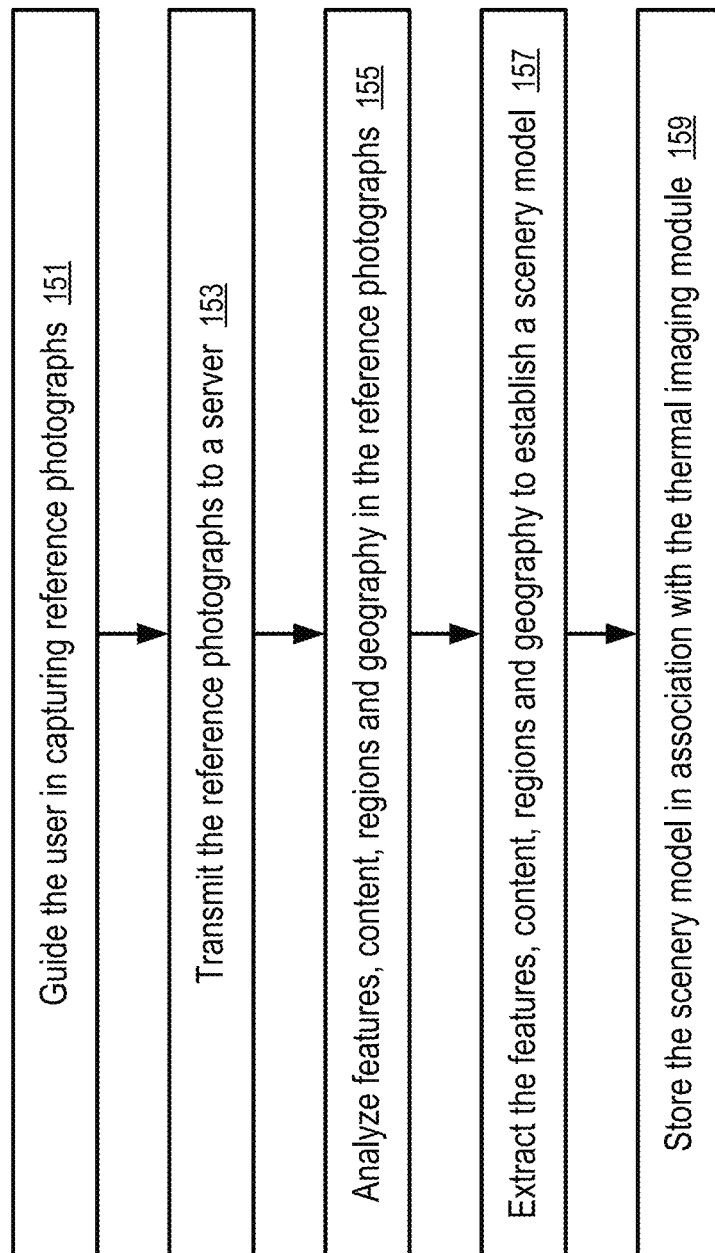 Guide the user in capturing reference photographs 151
Transmit the reference photographs to a server 153
Analyze features, content, regions and geography in the reference photographs 155
Extract the features, content, regions and geography to establish a scenery model 157
Store the scenery model in association with the thermal imaging module 159